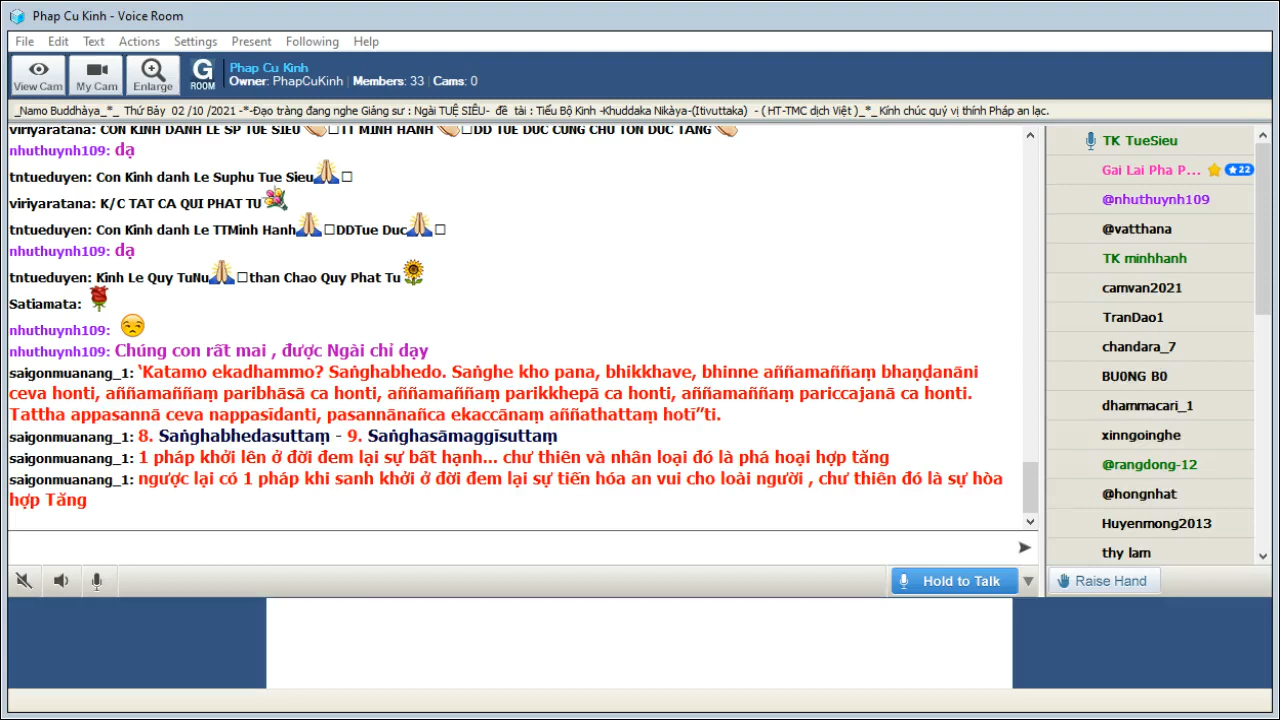 Phap Cu Kinh - Voice Room
File Edit Text Actions Settings Present Following Help
View Cam My Cam Enlarge G ROOM
Phap Cu Kinh
Owner: PhapCuKinh Members: 33 Cams: 0
_Namo Buddhàya_*_ Thứ Bảy 02 /10 /2021 -*-Đạo tràng đang nghe Giảng sư : Ngài TUỆ SIÊU- đề tài : Tiểu Bộ Kinh -Khuddaka Nikàya-(Itivuttaka) - ( HT-TMC dịch Việt )_*_ Kính chúc quý vị thính Pháp an lạc.
viriyaratana: CON KINH DANH LE SP TUE SIEU TT MINH HANH DD TUE DUC CUNG CHU TON DUC TANG
nhuthuynh109: dạ
tntueduyen: Con Kinh danh Le Suphu Tue Sieu
viriyaratana: K/C TAT CA QUI PHAT TU
tntueduyen: Con Kinh danh Le TTMinh Hanh DDTue Duc
nhuthuynh109: dạ
tntueduyen: Kinh Le Quy TuNu than Chao Quy Phat Tu
Satiamata:
nhuthuynh109:
nhuthuynh109: Chúng con rất mai , được Ngài chỉ dạy
saigonmuanang_1: ‘Katamo ekadhammo? Saṅghabhedo. Saṅghe kho pana, bhikkhave, bhinne aññamaññaṃ bhaṇḍanāni
ceva honti, aññamaññaṃ paribhāsā ca honti, aññamaññaṃ parikkhepā ca honti, aññamaññaṃ pariccajanā ca honti.
Tattha appasannā ceva nappasīdanti, pasannānañca ekaccānaṃ aññathattaṃ hotī”ti.
saigonmuanang_1: 8. Saṅghabhedasuttaṃ - 9. Saṅghasāmaggīsuttaṃ
saigonmuanang_1: 1 pháp khởi lên ở đời đem lại sự bất hạnh... chư thiên và nhân loại đó là phá hoại hợp tăng
saigonmuanang_1: ngược lại có 1 pháp khi sanh khởi ở đời đem lại sự tiến hóa an vui cho loài người , chư thiên đó là sự hòa
hợp Tăng
TK TueSieu
Gai Lai Pha P... 22
@nhuthuynh109
@vatthana
TK minhhanh
camvan2021
TranDao1
chandara_7
BU0NG B0
dhammacari_1
xinngoinghe
@rangdong-12
@hongnhat
Huyenmong2013
thy lam
Hold to Talk
Raise Hand